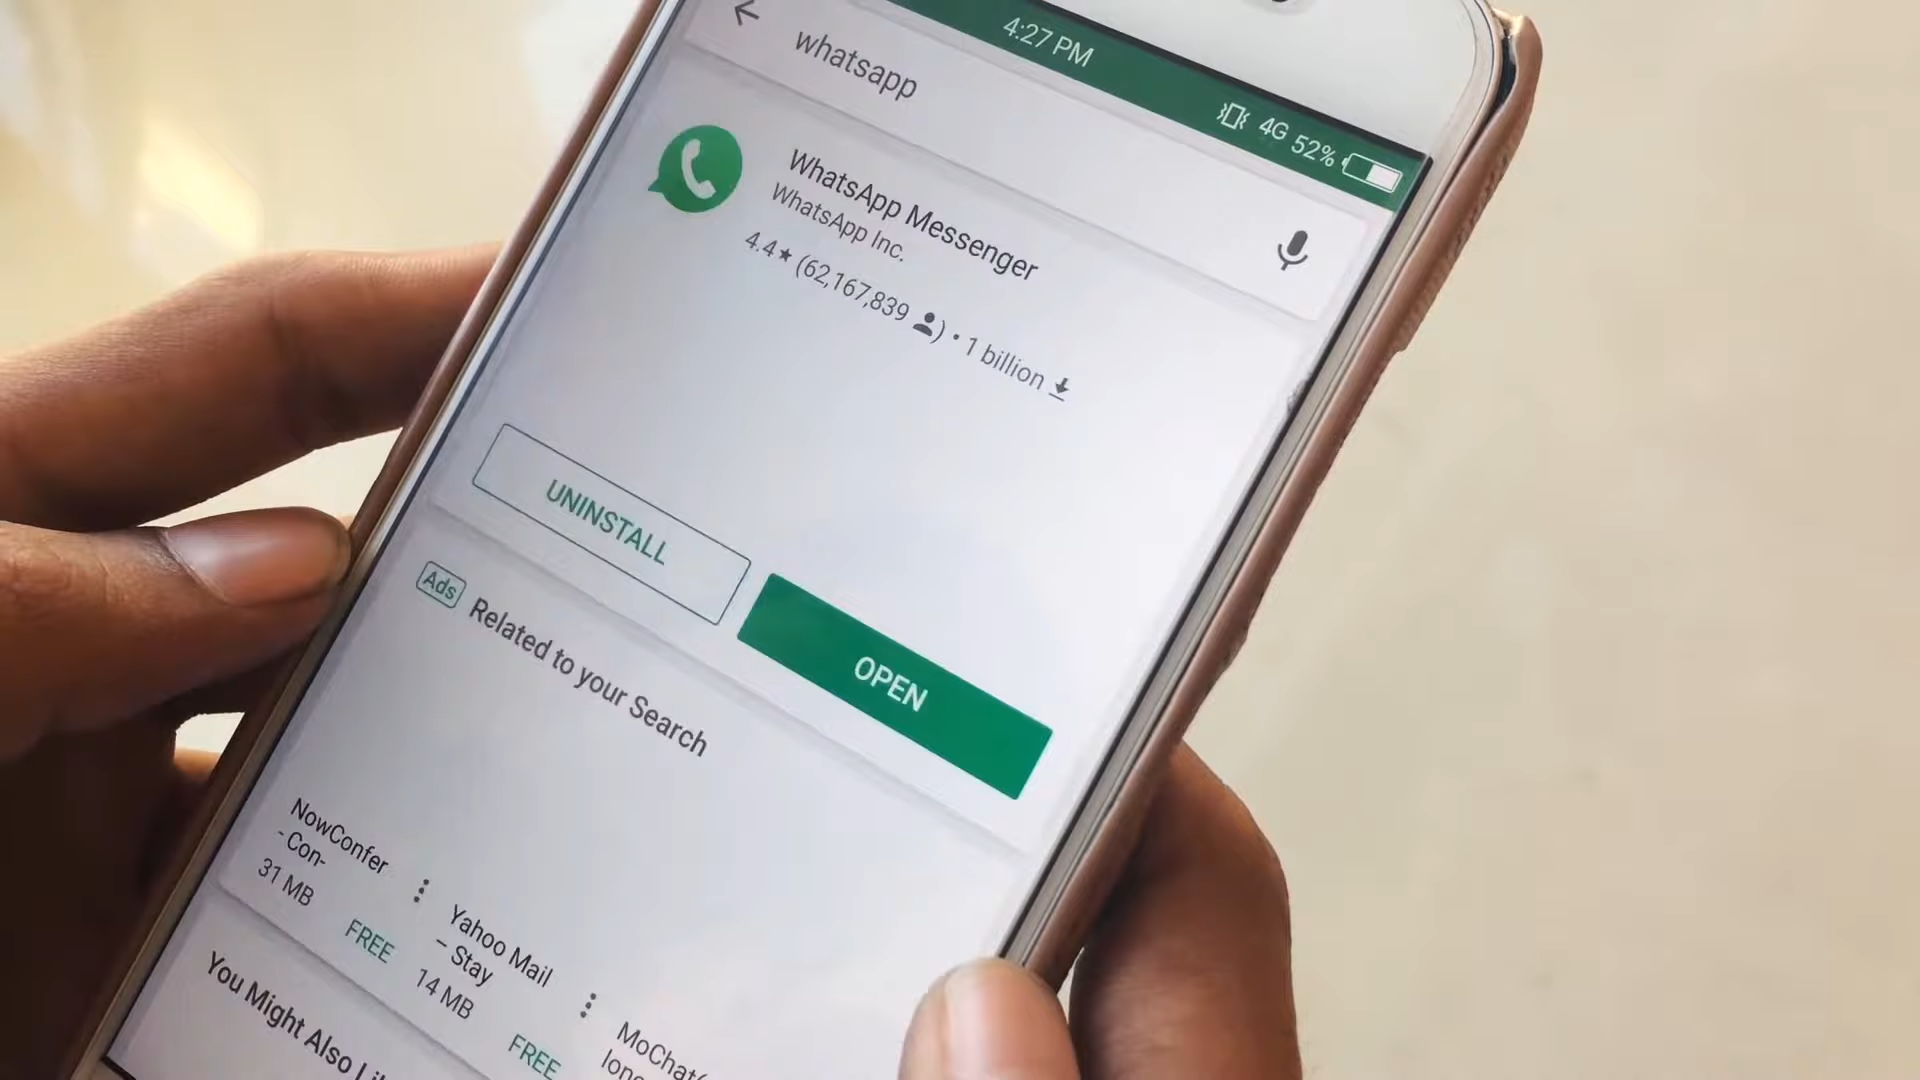 4:27 PM
4G 52%
whatsapp
WhatsApp Messenger
WhatsApp Inc.
4.4★ (62,167,839 ) • 1 billion
UNINSTALL
OPEN
Ads Related to your Search
NowConfer
- Con-
31 MB
FREE
Yahoo Mail
– Stay
14 MB
FREE
MoChat
You Might Also